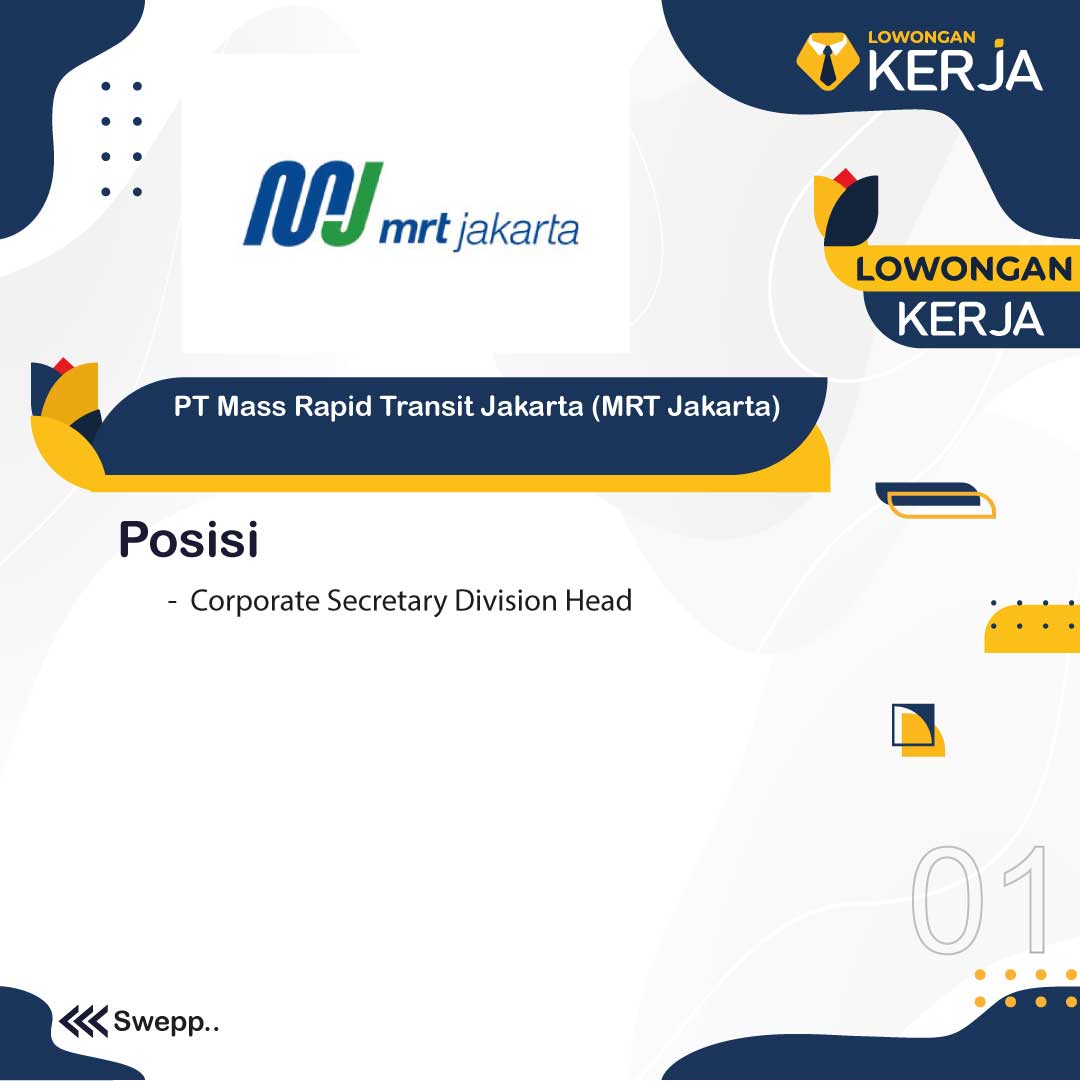 LOWONGAN
KERJA
mrt jakarta
LOWONGAN
KERJA
PT Mass Rapid Transit Jakarta (MRT Jakarta)
Posisi
- Corporate Secretary Division Head
01
Swepp..